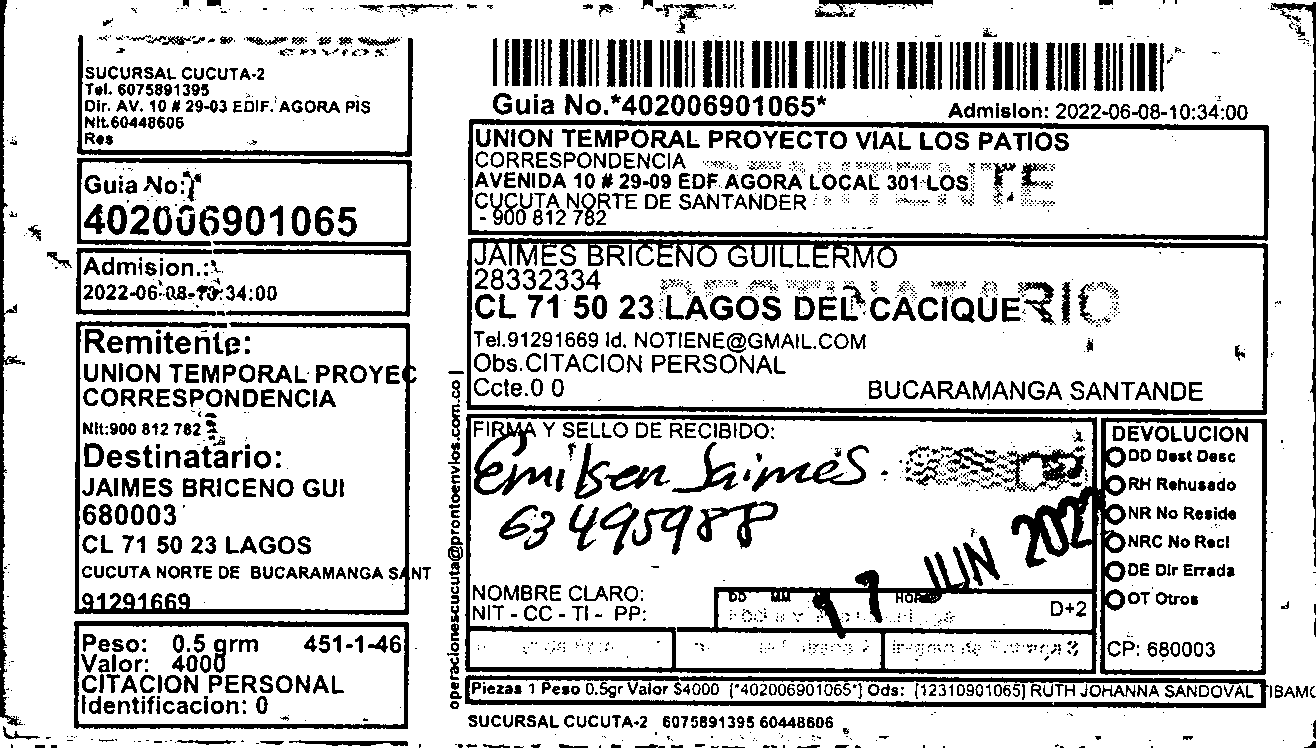 ENVIOS
SUCURSAL CUCUTA-2
Tel. 6075891395
Dir. AV. 10 # 29-03 EDIF. AGORA PIS
Nit.60448606
Res
Guia No:
402006901065
Admision.:
2022-06-08-10:34:00
Remitente:
UNION TEMPORAL PROYEC
CORRESPONDENCIA
Nit:900 812 782
Destinatario:
JAIMES BRICENO GUI
680003
CL 71 50 23 LAGOS
CUCUTA NORTE DE BUCARAMANGA SANT
91291669
Peso: 0.5 grm 451-1-46
Valor: 4000
CITACION PERSONAL
Identificacion: 0
Guia No.*402006901065*
Admision: 2022-06-08-10:34:00
UNION TEMPORAL PROYECTO VIAL LOS PATIOS
CORRESPONDENCIA
AVENIDA 10 # 29-09 EDF AGORA LOCAL 301 LOS
CUCUTA NORTE DE SANTANDER
- 900 812 782
JAIMES BRICENO GUILLERMO
28332334
DESTINATARIO
CL 71 50 23 LAGOS DEL CACIQUE
Tel.91291669 Id. NOTIENE@GMAIL.COM
Obs.CITACION PERSONAL
Ccte.0 0
BUCARAMANGA SANTANDE
operacionescucuta@prontoenvios.com.co |
FIRMA Y SELLO DE RECIBIDO:
Emilsen Jaimes.
63495988
17 JUN 2022
NOMBRE CLARO:
NIT - CC - TI - PP:
DD MM HORA
D+2
DEVOLUCION
DD Dest Desc
RH Rehusado
NR No Reside
NRC No Recl
DE Dir Errada
OT Otros
CP: 680003
Piezas 1 Peso 0.5gr Valor $4000 [*402006901065*] Ods: [12310901065] RUTH JOHANNA SANDOVAL TIBAMO
SUCURSAL CUCUTA-2 6075891395 60448606